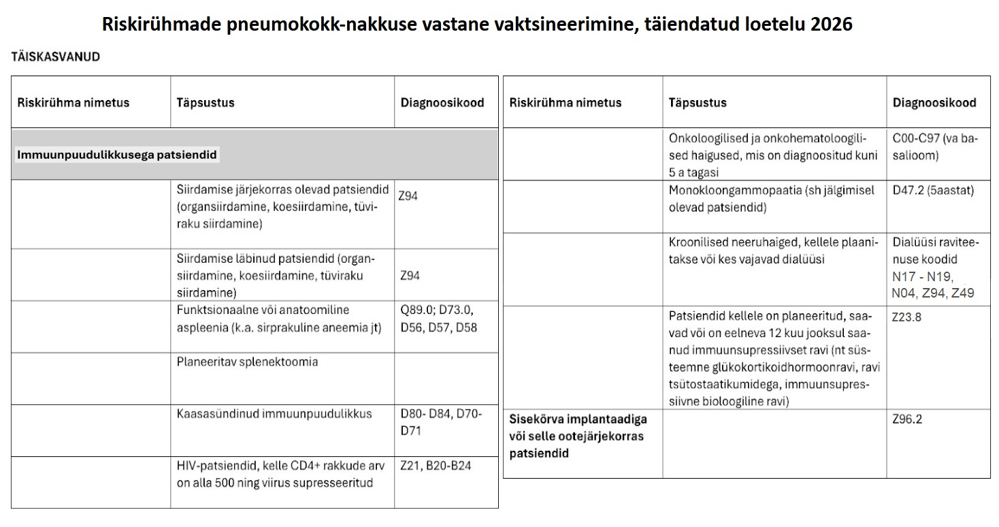 Riskirühmade pneumokokk-nakkuse vastane vaktsineerimine, täiendatud loetelu 2026
TÄISKASVANUD
Riskirühma nimetus
Täpsustus
Diagnoosikood
Immuunpuudulikkusega patsiendid
Siirdamise järjekorras olevad patsiendid
(organsiirdamine, koesiirdamine, tüvi-
raku siirdamine)
Z94
Siirdamise läbinud patsiendid (organ-
siirdamine, koesiirdamine, tüviraku
siirdamine)
Z94
Funktsionaalne või anatoomiline
aspleenia (k.a. sirprakuline aneemia jt)
Q89.0; D73.0,
D56, D57, D58
Planeeritav splenektoomia
Kaasasündinud immuunpuudulikkus
D80- D84, D70-
D71
HIV-patsiendid, kelle CD4+ rakkude arv
on alla 500 ning viirus supresseeritud
Z21, B20-B24
Riskirühma nimetus
Täpsustus
Diagnoosikood
Onkoloogilised ja onkohematoloogili-
sed haigused, mis on diagnoositud kuni
5 a tagasi
C00-C97 (va ba-
salioom)
Monokloongammopaatia (sh jälgimisel
olevad patsiendid)
D47.2 (5aastat)
Kroonilised neeruhaiged, kellele plaani-
takse või kes vajavad dialüüsi
Dialüüsi ravitee-
nuse koodid
N17 - N19,
N04, Z94, Z49
Patsiendid kellele on planeeritud, saa-
vad või on eelneva 12 kuu jooksul saa-
nud immuunsupressiivset ravi (nt süs-
teemne glükokortikoidhormoonravi, ravi
tsütostaatikumidega, immuunsupres-
siivne bioloogiline ravi)
Z23.8
Sisekõrva implantaadiga
või selle ootejärjekorras
patsiendid
Z96.2